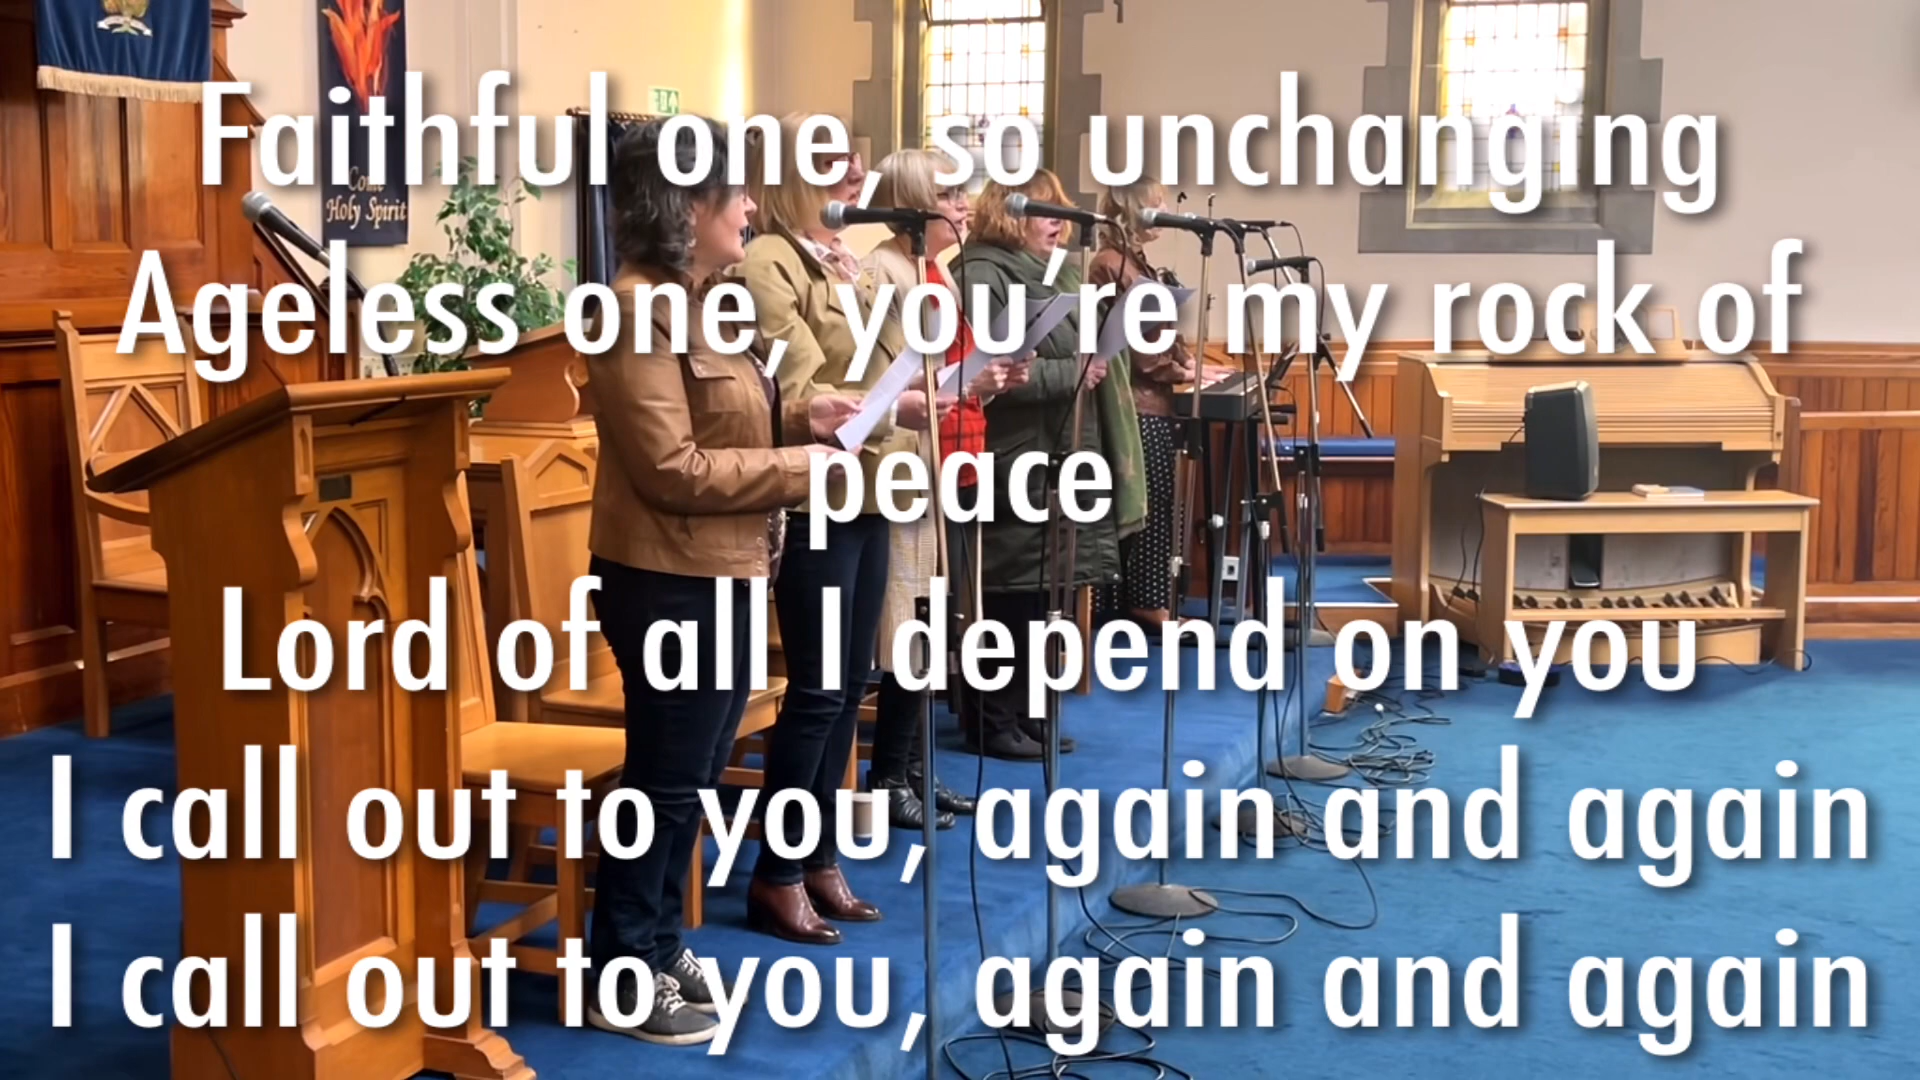 Come
Holy Spirit
Faithful one, so unchanging
Ageless one, you're my rock of
peace
Lord of all I depend on you
I call out to you, again and again
I call out to you, again and again